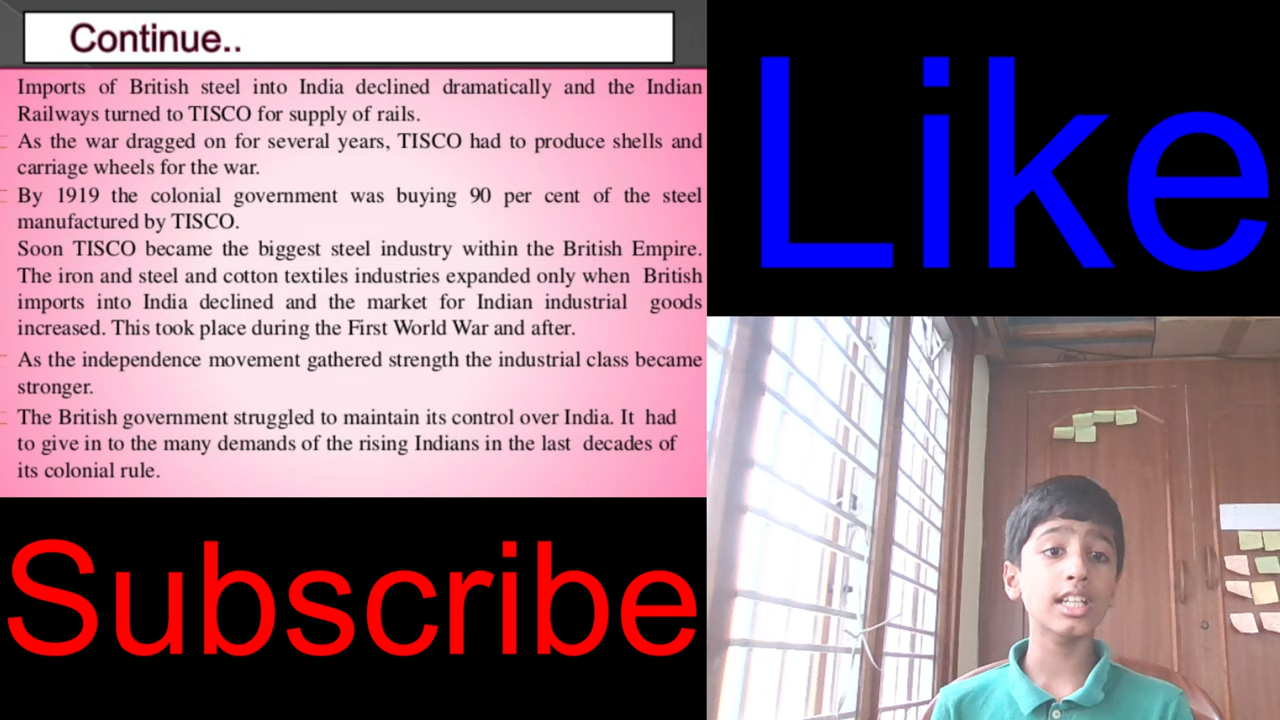 Continue..
Imports of British steel into India declined dramatically and the Indian
Railways turned to TISCO for supply of rails.
As the war dragged on for several years, TISCO had to produce shells and
carriage wheels for the war.
By 1919 the colonial government was buying 90 per cent of the steel
manufactured by TISCO.
Soon TISCO became the biggest steel industry within the British Empire.
The iron and steel and cotton textiles industries expanded only when British
imports into India declined and the market for Indian industrial goods
increased. This took place during the First World War and after.
As the independence movement gathered strength the industrial class became
stronger.
The British government struggled to maintain its control over India. It had
to give in to the many demands of the rising Indians in the last decades of
its colonial rule.
Like
Subscribe